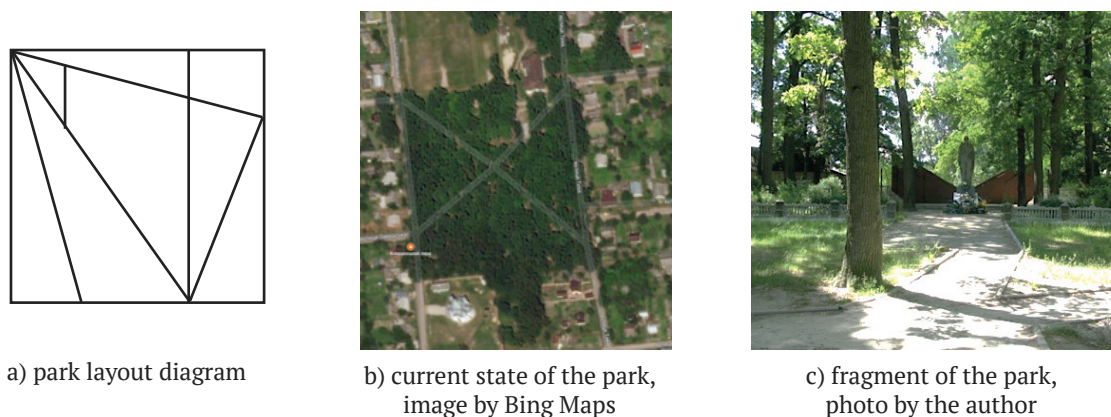 a) park layout diagram
b) current state of the park,
image by Bing Maps
c) fragment of the park,
photo by the author